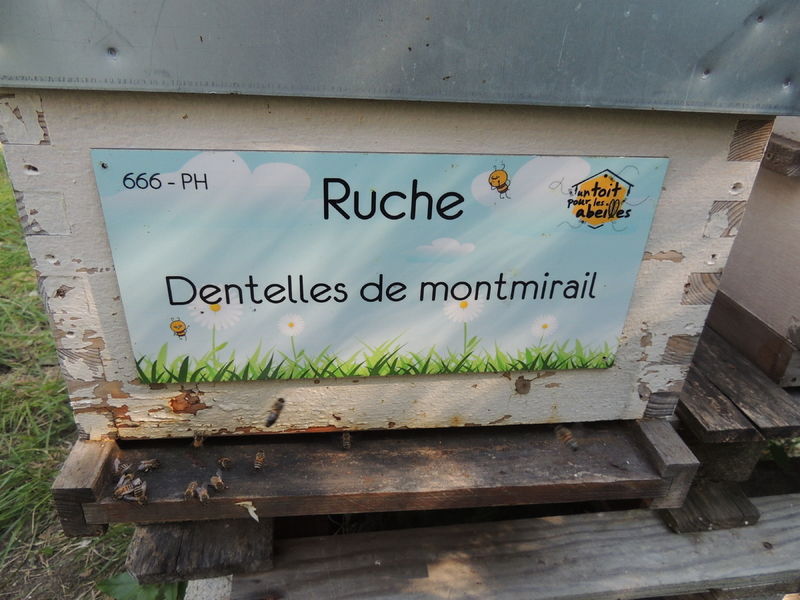 666 - PH
Ruche
un toit
pour les
abeilles
Dentelles de montmirail